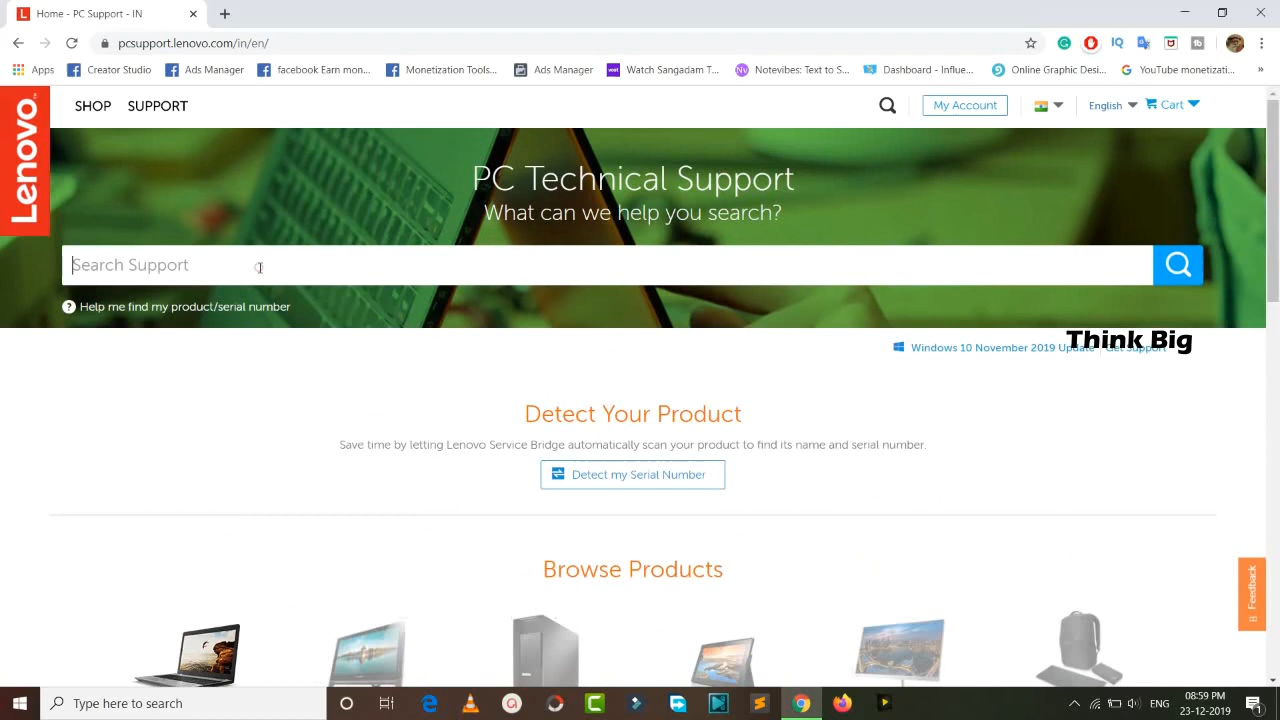 Home - PC Support - IN
pcsupport.lenovo.com/in/en/
Apps Creator Studio Ads Manager facebook Earn mon... Monetization Tools... Ads Manager Watch Sangadam T... Notevibes: Text to S... Dashboard - Influe... Online Graphic Desi... YouTube monetizati... »
Lenovo
SHOP SUPPORT My Account English Cart
PC Technical Support
What can we help you search?
Search Support
Help me find my product/serial number
Think Big
Windows 10 November 2019 Update | Get Support
Detect Your Product
Save time by letting Lenovo Service Bridge automatically scan your product to find its name and serial number.
Detect my Serial Number
Browse Products
Feedback
Type here to search
ENG
08:59 PM
23-12-2019